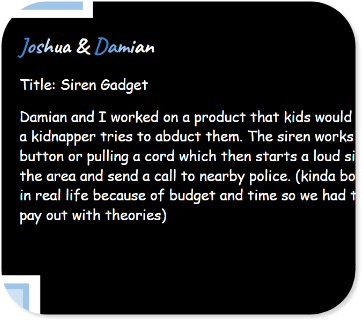 Joshua & Damian
Title: Siren Gadget
Damian and I worked on a product that kids would
a kidnapper tries to abduct them. The siren works
button or pulling a cord which then starts a loud si
the area and send a call to nearby police. (kinda bo
in real life because of budget and time so we had t
pay out with theories)